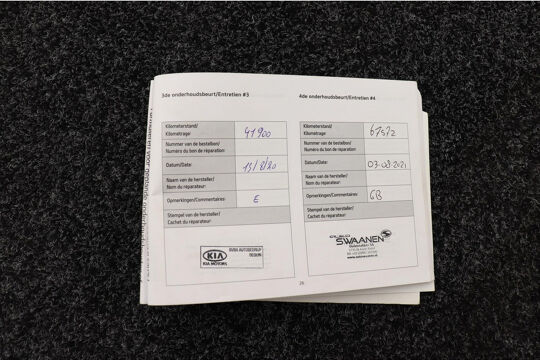 3de onderhoudsbeurt/Entretien #3
Kilometerstand/
Kilométrage: 41900
Nummer van de bestelbon/
Numéro du bon de réparation:
Datum/Date: 13/8/20
Naam van de hersteller/
Nom du réparateur:
Opmerkingen/Commentaires: E
Stempel van de hersteller/
Cachet du réparateur:
KIA
KIA MOTORS
BVBA AUTOBEDRIJF
4de onderhoudsbeurt/Entretien #4
Kilometerstand/
Kilométrage:
Nummer van de bestelbon/
Numéro du bon de réparation:
Datum/Date: 03.08.2021
Naam van de hersteller/
Nom du réparateur:
Opmerkingen/Commentaires: GB
Stempel van de hersteller/
Cachet du réparateur:
SWAANEN
26